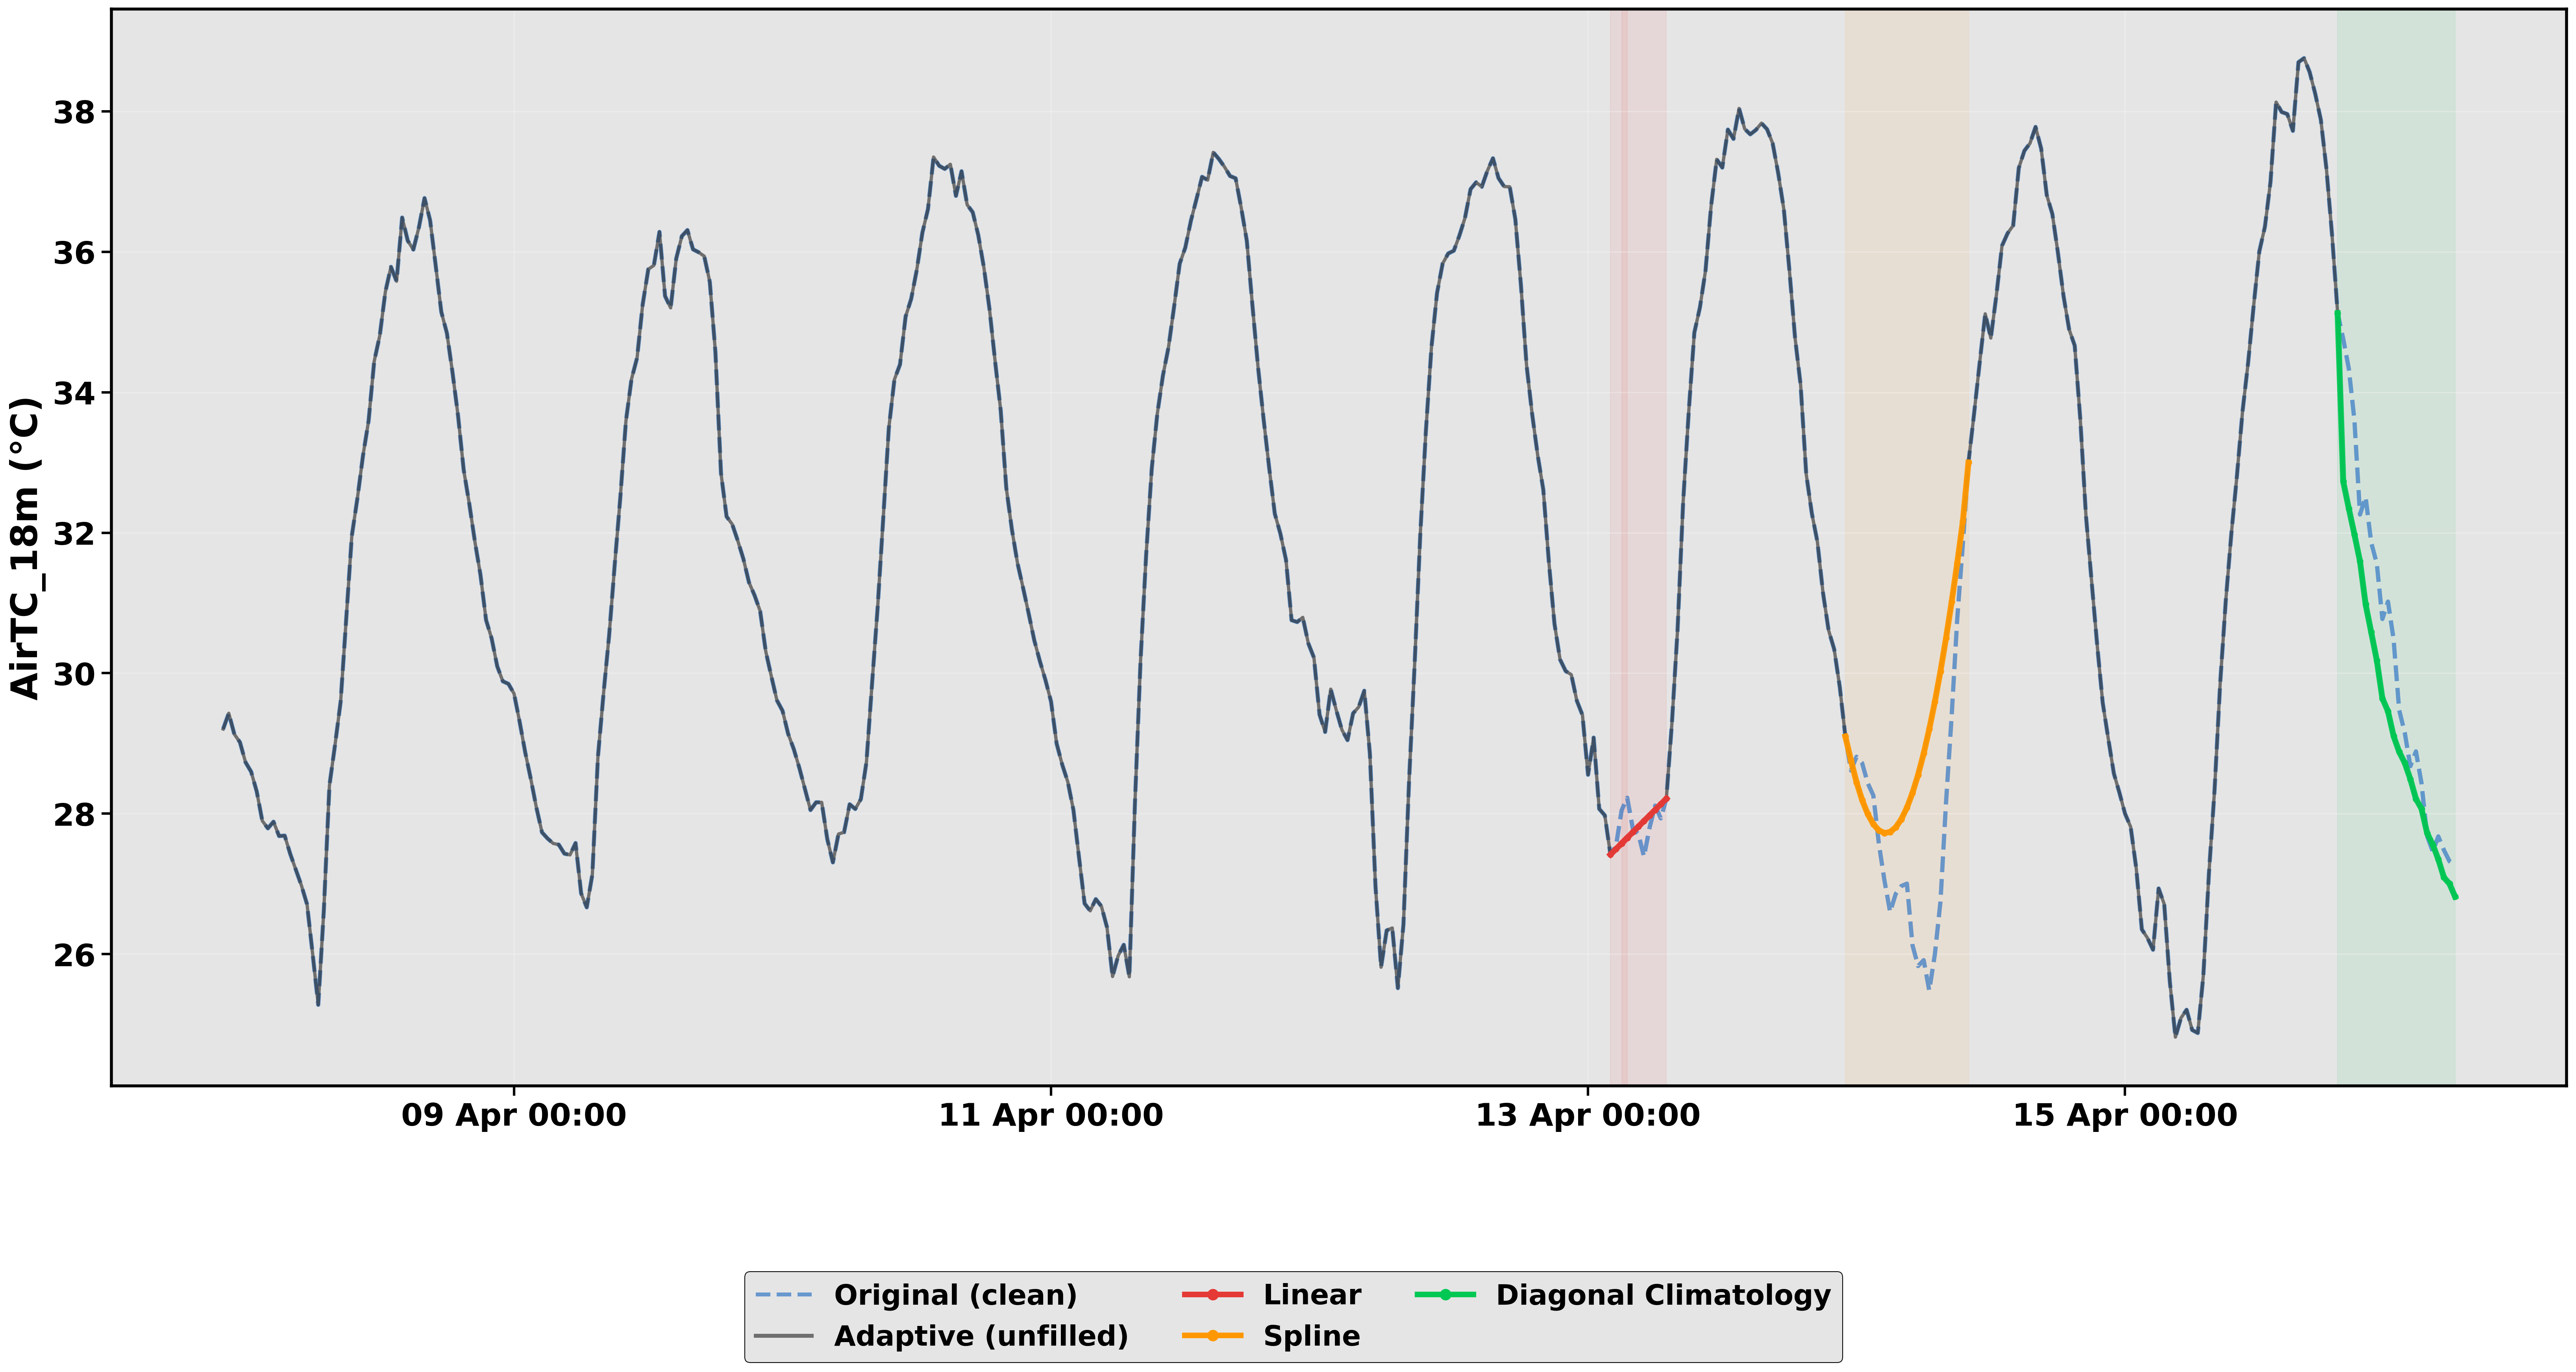 AirTC_18m (°C)
38
36
34
32
30
28
26
09 Apr 00:00
11 Apr 00:00
13 Apr 00:00
15 Apr 00:00
Original (clean)
Adaptive (unfilled)
Linear
Spline
Diagonal Climatology